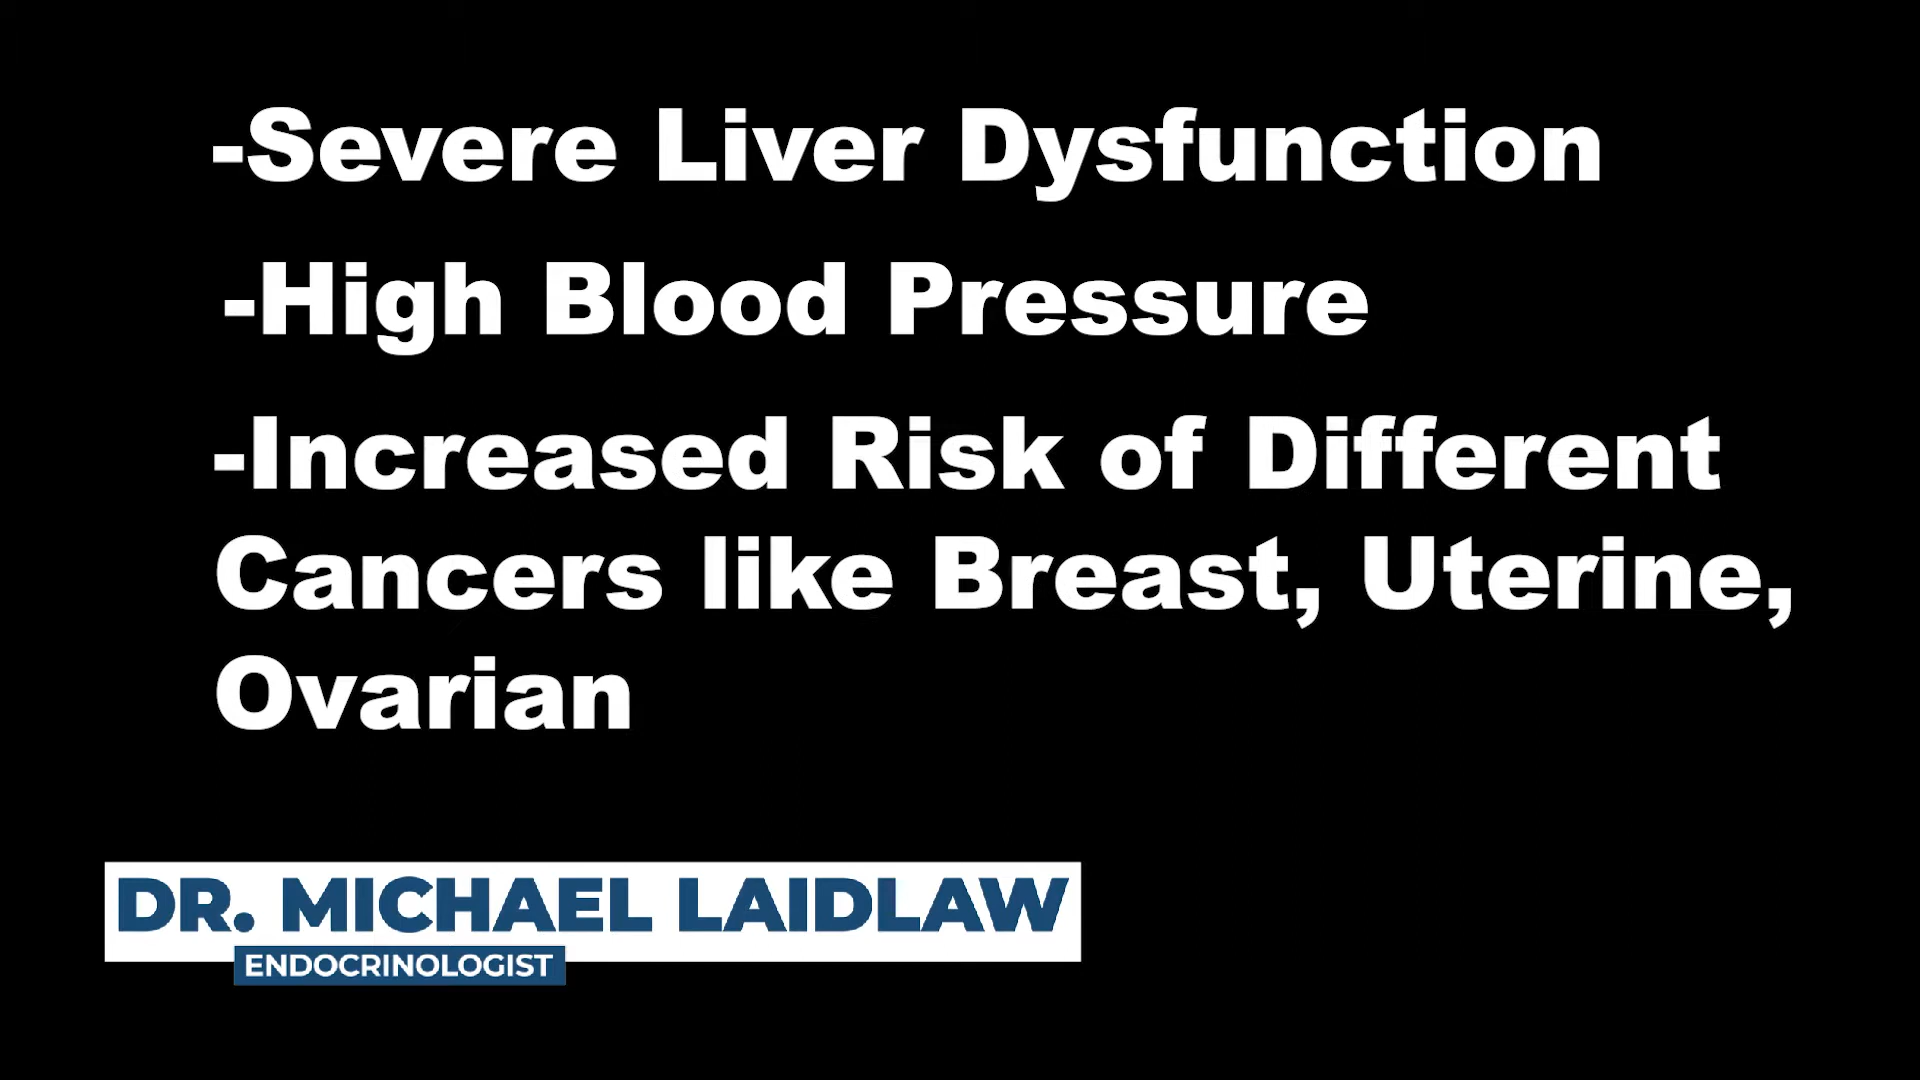 -Severe Liver Dysfunction
-High Blood Pressure
-Increased Risk of Different
Cancers like Breast, Uterine,
Ovarian
DR. MICHAEL LAIDLAW
ENDOCRINOLOGIST